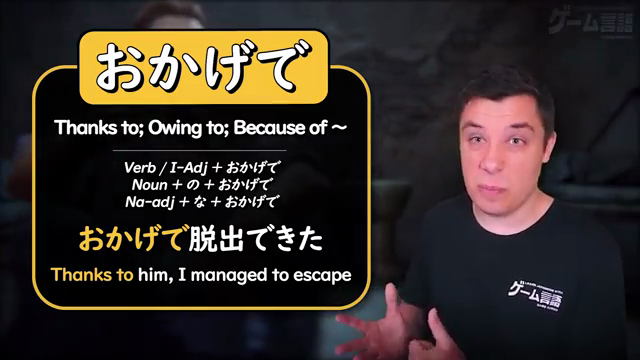 おかげで
Thanks to; Owing to; Because of ～
Verb / I-Adj + おかげで
Noun + の + おかげで
Na-adj + な + おかげで
おかげで脱出できた
Thanks to him, I managed to escape
ゲーム言語
ゲーム言語